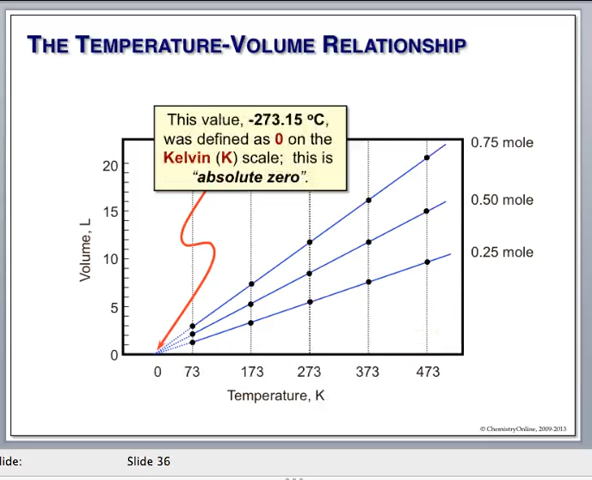 THE TEMPERATURE-VOLUME RELATIONSHIP
This value, -273.15 ºC,
was defined as 0 on the
Kelvin (K) scale; this is
“absolute zero”.
0.75 mole
0.50 mole
0.25 mole
Volume, L
20
15
10
5
0
0 73 173 273 373 473
Temperature, K
© ChemistryOnline, 2009-2013
lide:
Slide 36